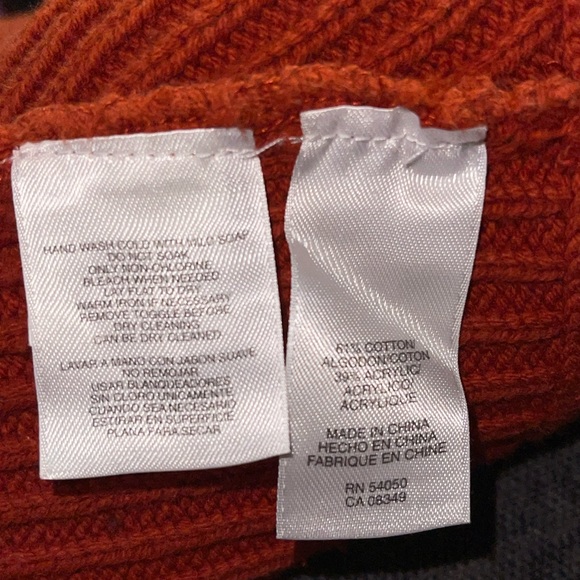 HAND WASH COLD WITH MILD SOAP
DO NOT SOAK
ONLY NON-CHLORINE
BLEACH WHEN NEEDED
LAY FLAT TO DRY
WARM IRON IF NECESSARY
REMOVE TOGGLE BEFORE
DRY CLEANING
CAN BE DRY CLEANED
LAVAR A MANO CON JABON SUAVE
NO REMOJAR
USAR BLANQUEADORES
SIN CLORO UNICAMENTE
CUANDO SEA NECESARIO
ESTIRAR EN SUPERFICIE
PLANA PARA SECAR
61% COTTON/
ALGODON/COTON
39% ACRYLIC/
ACRILICO/
ACRYLIQUE
MADE IN CHINA
HECHO EN CHINA
FABRIQUE EN CHINE
RN 54050
CA 08349